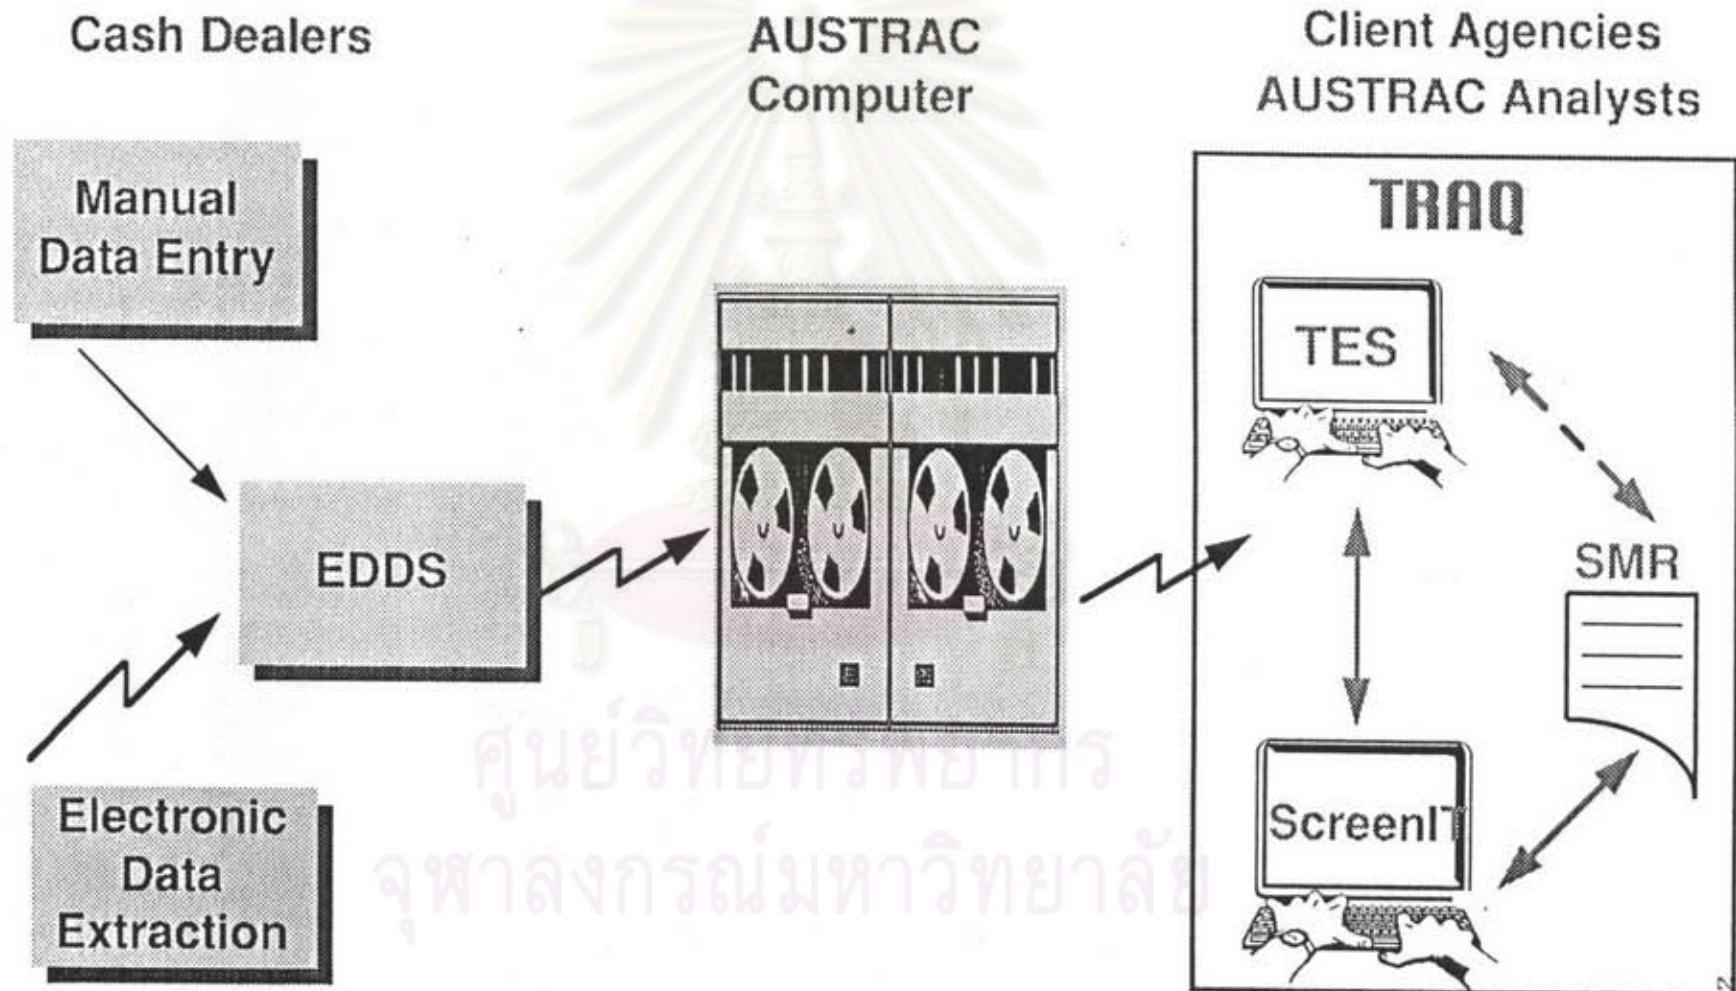 Cash Dealers
AUSTRAC
Computer
Client Agencies
AUSTRAC Analysts
Manual
Data Entry
EDDS
Electronic
Data
Extraction
TRAQ
TES
SMR
ScreenIT
ศูนย์วิทยทรัพยากร
จุฬาลงกรณ์มหาวิทยาลัย